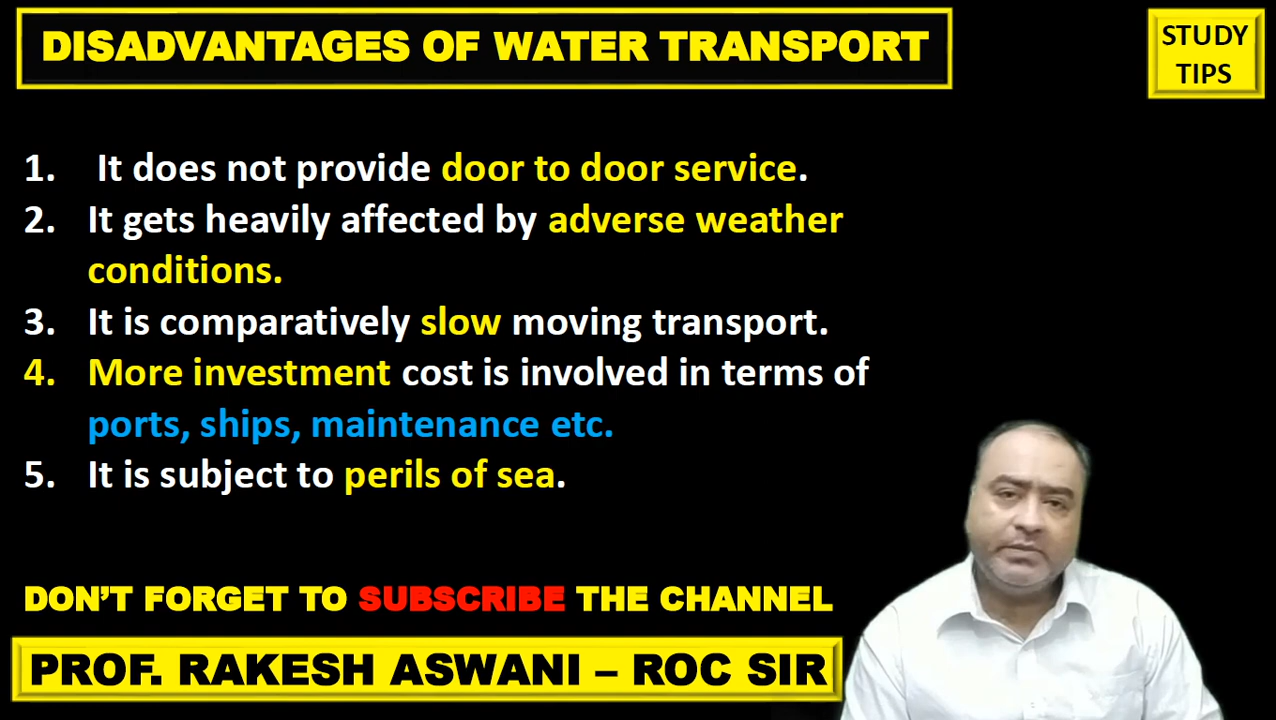 DISADVANTAGES OF WATER TRANSPORT
STUDY
TIPS
1. It does not provide door to door service.
2. It gets heavily affected by adverse weather
conditions.
3. It is comparatively slow moving transport.
4. More investment cost is involved in terms of
ports, ships, maintenance etc.
5. It is subject to perils of sea.
DON’T FORGET TO SUBSCRIBE THE CHANNEL
PROF. RAKESH ASWANI – ROC SIR